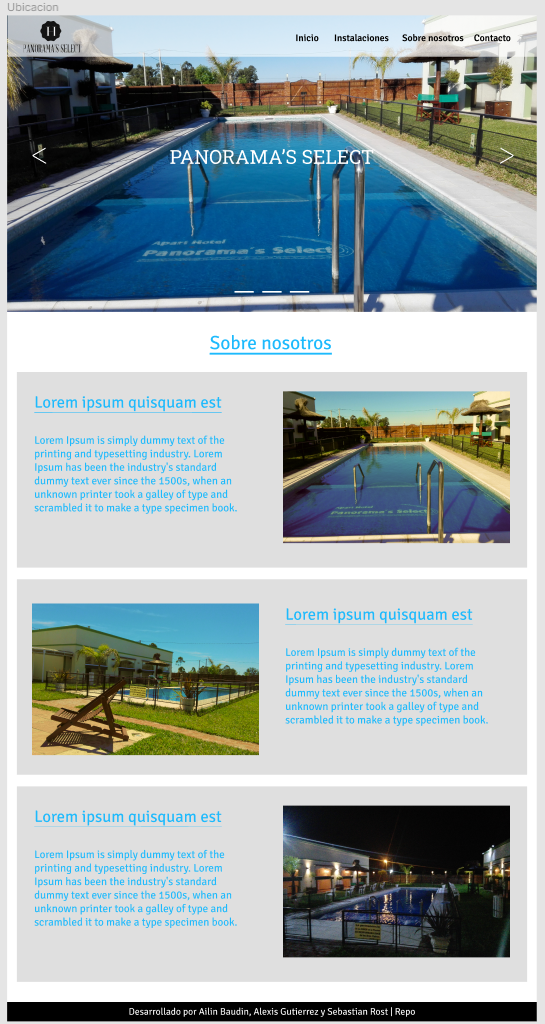 Ubicacion
PANORAMA'S SELECT
Inicio Instalaciones Sobre nosotros Contacto
PANORAMA'S SELECT
Apart Hotel
Panorama's Select
Sobre nosotros
Lorem ipsum quisquam est
Lorem Ipsum is simply dummy text of the
printing and typesetting industry. Lorem
Ipsum has been the industry's standard
dummy text ever since the 1500s, when an
unknown printer took a galley of type and
scrambled it to make a type specimen book.
Apart Hotel
Panorama's Select
Lorem ipsum quisquam est
Lorem Ipsum is simply dummy text of the
printing and typesetting industry. Lorem
Ipsum has been the industry's standard
dummy text ever since the 1500s, when an
unknown printer took a galley of type and
scrambled it to make a type specimen book.
Lorem ipsum quisquam est
Lorem Ipsum is simply dummy text of the
printing and typesetting industry. Lorem
Ipsum has been the industry's standard
dummy text ever since the 1500s, when an
unknown printer took a galley of type and
scrambled it to make a type specimen book.
Desarrollado por Ailin Baudin, Alexis Gutierrez y Sebastian Rost | Repo